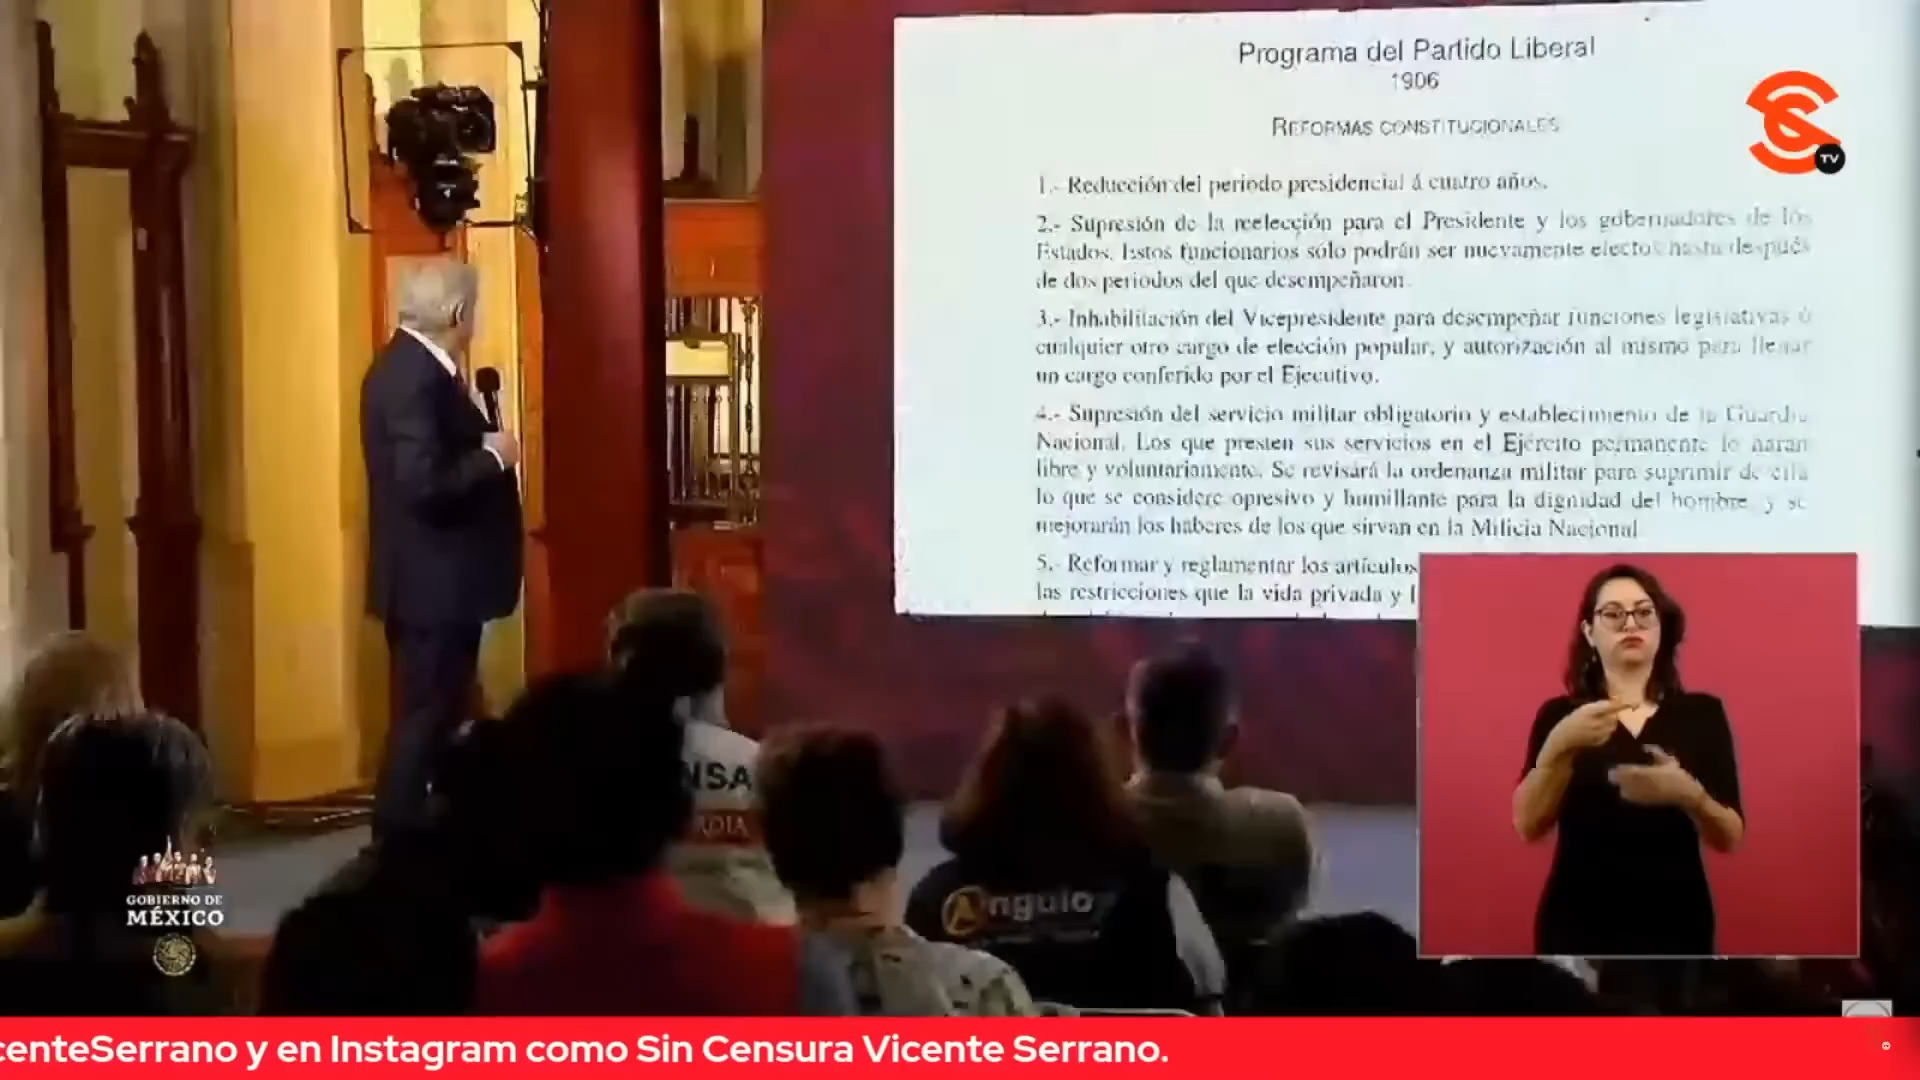 Programa del Partido Liberal
1906
REFORMAS CONSTITUCIONALES
1.- Reducción del periodo presidencial á cuatro años.
2.- Supresión de la reelección para el Presidente y los gobernadores de los
Estados. Estos funcionarios sólo podrán ser nuevamente electos hasta después
de dos periodos del que desempeñaron.
3.- Inhabilitación del Vicepresidente para desempeñar funciones legislativas ó
cualquier otro cargo de elección popular, y autorización al mismo para llenar
un cargo conferido por el Ejecutivo.
4.- Supresión del servicio militar obligatorio y establecimiento de la Guardia
Nacional. Los que presten sus servicios en el Ejército permanente lo harán
libre y voluntariamente. Se revisará la ordenanza militar para suprimir de ella
lo que se considere opresivo y humillante para la dignidad del hombre, y se
mejorarán los haberes de los que sirvan en la Milicia Nacional.
5.- Reformar y reglamentar los artículos
las restricciones que la vida privada y l
TV
NSA
RDIA
Angulo
GOBIERNO DE
MÉXICO
centeSerrano y en Instagram como Sin Censura Vicente Serrano.